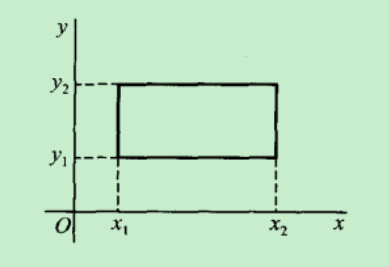 y
y₂
y₁
O x₁ x₂ x